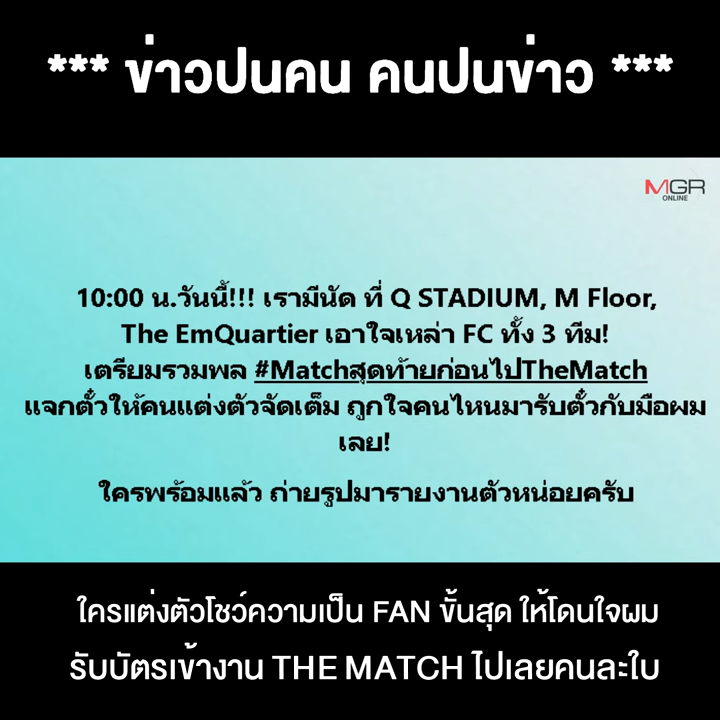 *** ข่าวปนคน คนปนข่าว ***
MGR
ONLINE
10:00 น.วันนี้!!! เรามีนัด ที่ Q STADIUM, M Floor,
The EmQuartier เอาใจเหล่า FC ทั้ง 3 ทีม!
เตรียมรวมพล #Matchสุดท้ายก่อนไปTheMatch
แจกตั๋วให้คนแต่งตัวจัดเต็ม ถูกใจคนไหนมารับตั๋วกับมือผม
เลย!
ใครพร้อมแล้ว ถ่ายรูปมารายงานตัวหน่อยครับ
ใครแต่งตัวโชว์ความเป็น FAN ขั้นสุด ให้โดนใจผม
รับบัตรเข้างาน THE MATCH ไปเลยคนละใบ